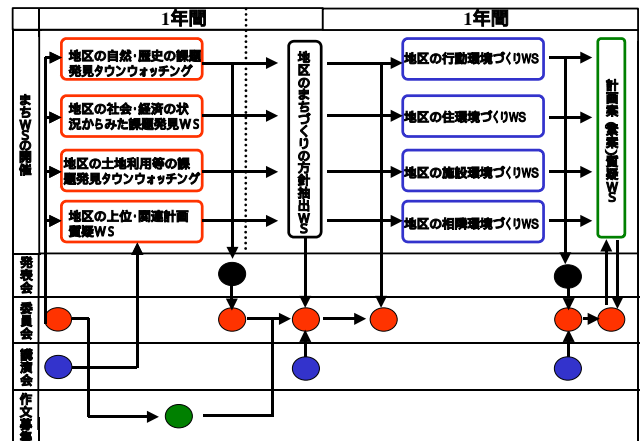 1年間
1年間
まちWSの開催
地区の自然・歴史の課題
発見タウンウォッチング
地区の社会・経済の状
況からみた課題発見WS
地区の土地利用等の課
題発見タウンウォッチング
地区の上位・関連計画
質疑WS
地区のまちづくりの方針抽出WS
地区の行動環境づくりWS
地区の住環境づくりWS
地区の施設環境づくりWS
地区の相隣環境づくりWS
計画案(素案)質疑WS
発表会
委員会
講演会
作文募集